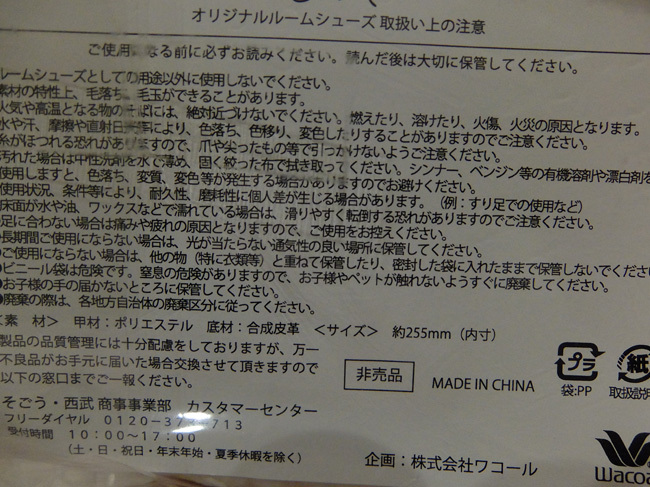 オリジナルルームシューズ 取扱い上の注意
ご使用になる前に必ずお読みください。読んだ後は大切に保管してください。
ルームシューズとしての用途以外に使用しないでください。
素材の特性上、毛落ち、毛玉ができることがあります。
火気や高温となる物のそばには、絶対近づけないでください。燃えたり、溶けたり、火傷、火災の原因となります。
水や汗、摩擦や直射日光等により、色落ち、色移り、変色したりすることがありますのでご注意ください。
糸がほつれる恐れがありますので、爪や尖ったもの等で引っかけないようご注意ください。
汚れた場合は中性洗剤を水で薄め、固く絞った布で拭き取ってください。シンナー、ベンジン等の有機溶剤や漂白剤を
使用しますと、色落ち、変質、変色等が発生する場合がありますのでお避けください。
使用状況、条件等により、耐久性、磨耗性に個人差が生じる場合があります。（例：すり足での使用など）
床面が水や油、ワックスなどで濡れている場合は、滑りやすく転倒する恐れがありますのでご注意ください。
足に合わない場合は痛みや疲れの原因となりますので、ご使用をお控えください。
●長期間ご使用にならない場合は、光が当たらない通気性の良い場所に保管してください。
●ご使用にならない場合は、他の物（特に衣類等）と重ねて保管したり、密封した袋に入れたままで保管しないでくださ
●ビニール袋は危険です。窒息の危険がありますので、お子様やペットが触れないようすぐに廃棄してください。
●お子様の手の届かないところに保管してください。
●廃棄の際は、各地方自治体の廃棄区分に従ってください。
＜素 材＞ 甲材：ポリエステル 底材：合成皮革 ＜サイズ＞ 約255mm（内寸）
製品の品質管理には十分配慮をしておりますが、万一
不良品がお手元に届いた場合交換させて頂きますので
以下の窓口までご一報ください。
非売品
MADE IN CHINA
プラ
袋:PP
紙
取扱説明
そごう・西武 商事事業部 カスタマーセンター
フリーダイヤル
受付時間 10:00〜17:00
（土・日・祝日・年末年始・夏季休暇を除く）
企画：株式会社ワコール
Wacoa